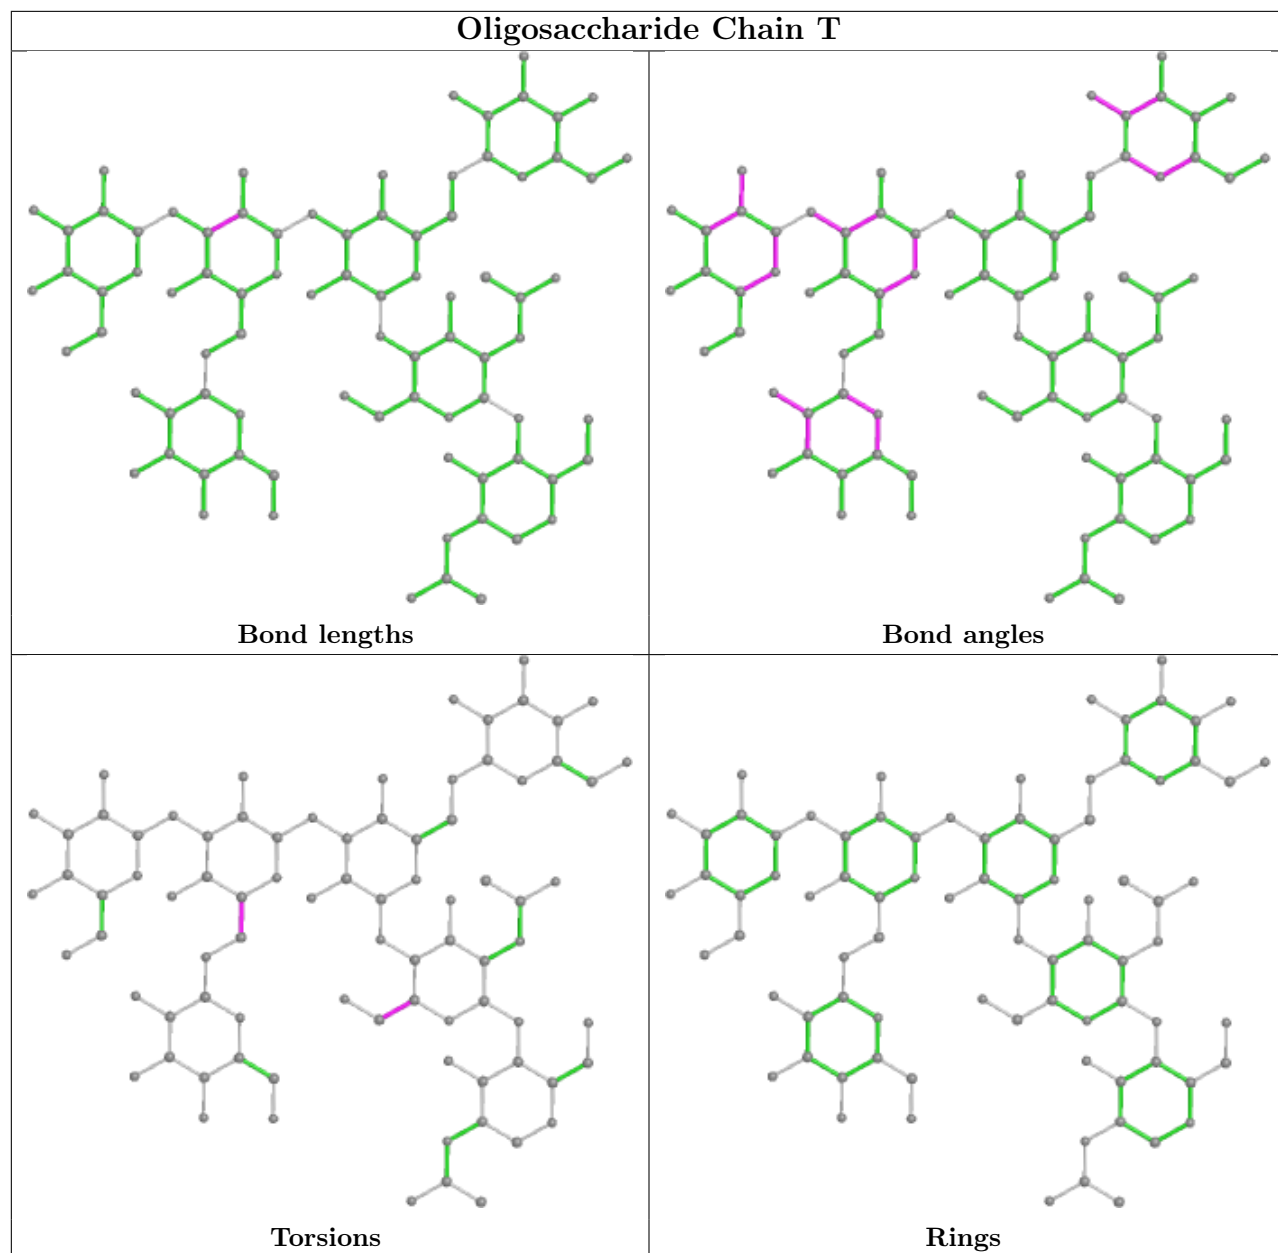 Oligosaccharide Chain T
Bond lengths
Bond angles
Torsions
Rings